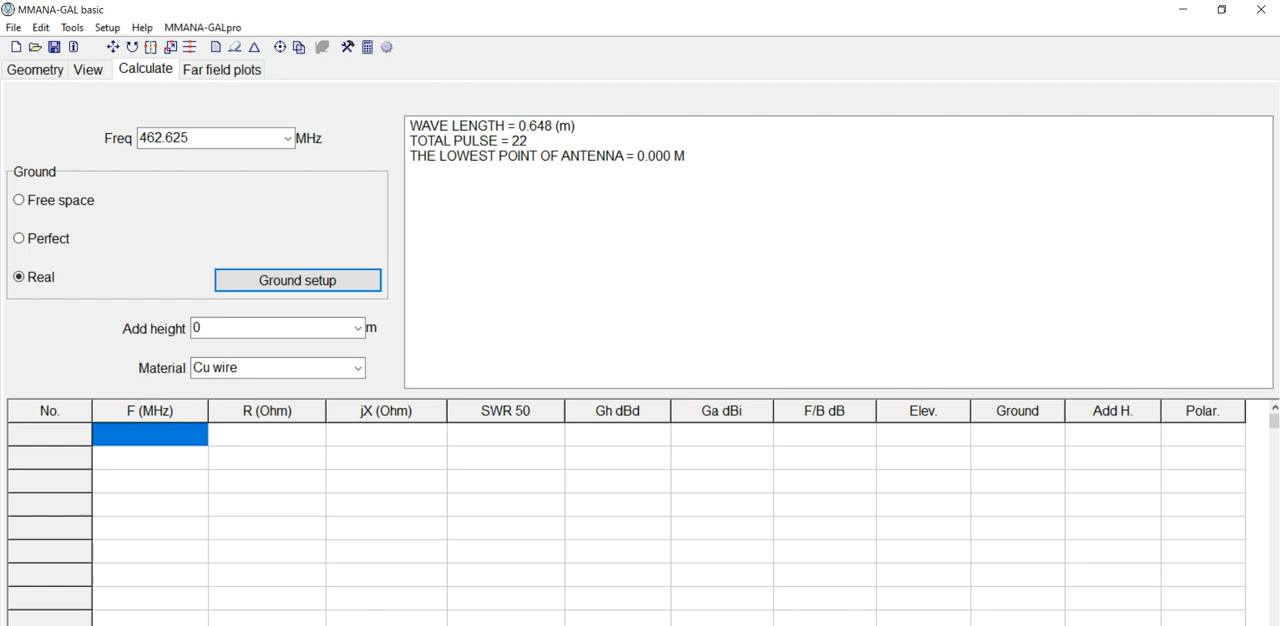 MMANA-GAL basic
File Edit Tools Setup Help MMANA-GALpro
Geometry View Calculate Far field plots
Freq 462.625 MHz
Ground
Free space
Perfect
Real
Ground setup
Add height 0 m
Material Cu wire
WAVE LENGTH = 0.648 (m)
TOTAL PULSE = 22
THE LOWEST POINT OF ANTENNA = 0.000 M
No. F (MHz) R (Ohm) jX (Ohm) SWR 50 Gh dBd Ga dBi F/B dB Elev. Ground Add H. Polar.